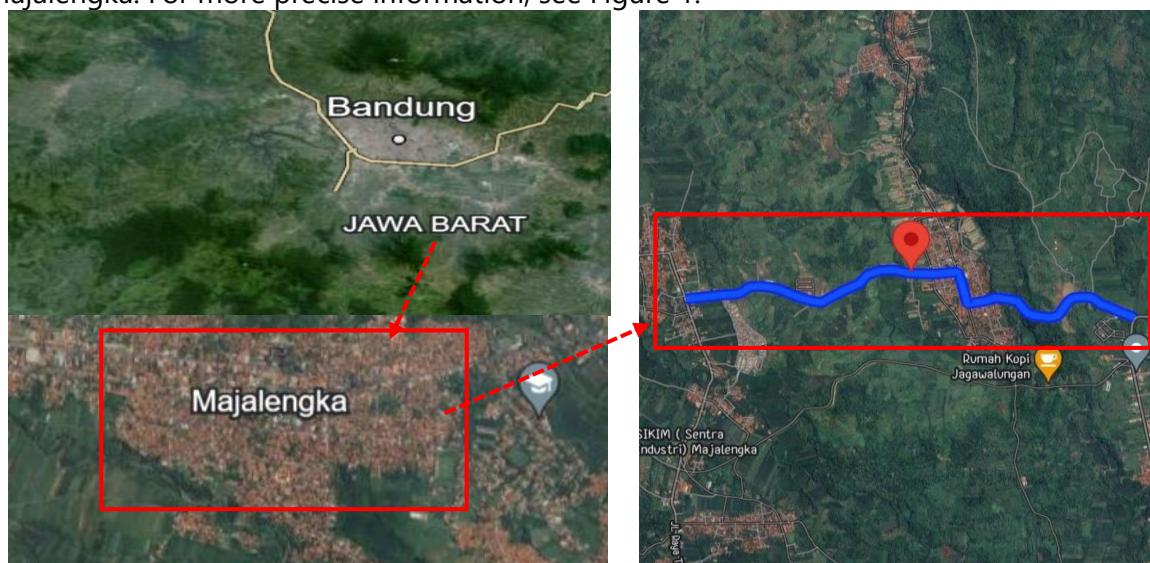 Majalengka. For more precise information, see Figure 1.
Bandung
JAWA BARAT
Majalengka
Rumah Kopi
Jagawalungan
SIKIM ( Sentra
Industri) Majalengka